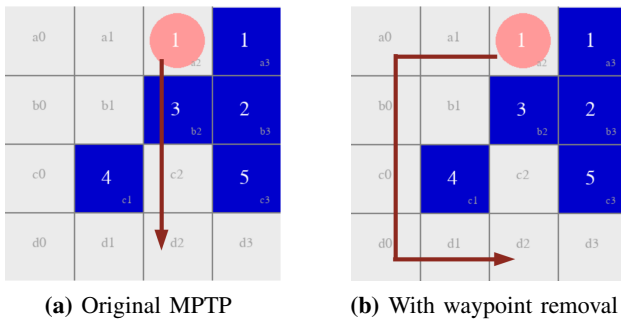 a0 a1 1 1
a2 a3
b0 b1 3 2
b2 b3
c0 4 c2 5
c1 c3
d0 d1 d2 d3
(a) Original MPTP
a0 a1 1 1
a2 a3
b0 b1 3 2
b2 b3
c0 4 c2 5
c1 c3
d0 d1 d2 d3
(b) With waypoint removal